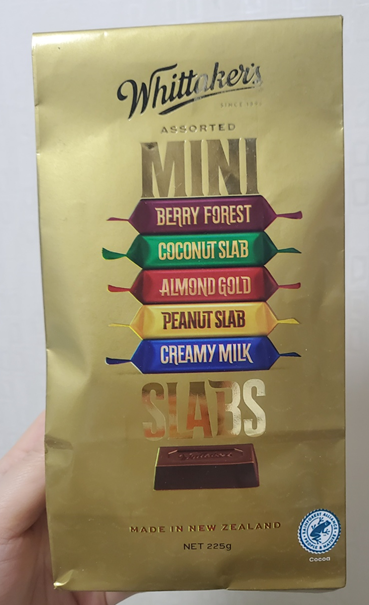 Whittaker's
SINCE 1896
ASSORTED
MINI
BERRY FOREST
COCONUT SLAB
ALMOND GOLD
PEANUT SLAB
CREAMY MILK
SLABS
MADE IN NEW ZEALAND
NET 225g
Cocoa